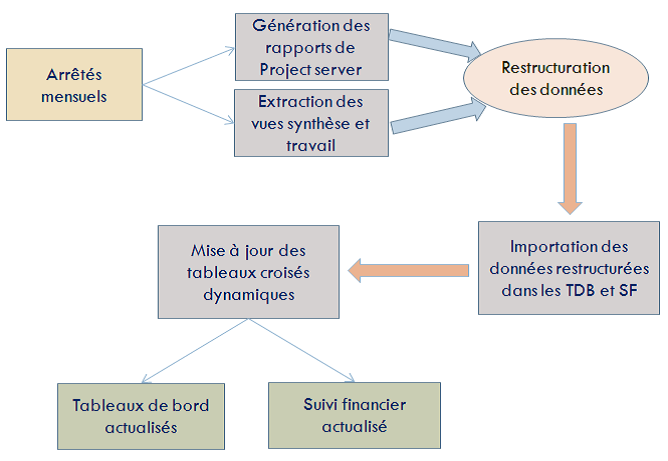 Arrêtés
mensuels
Génération des
rapports de
Project server
Extraction des
vues synthèse et
travail
Restructuration
des données
Importation des
données restructurées
dans les TDB et SF
Mise à jour des
tableaux croisés
dynamiques
Tableaux de bord
actualisés
Suivi financier
actualisé